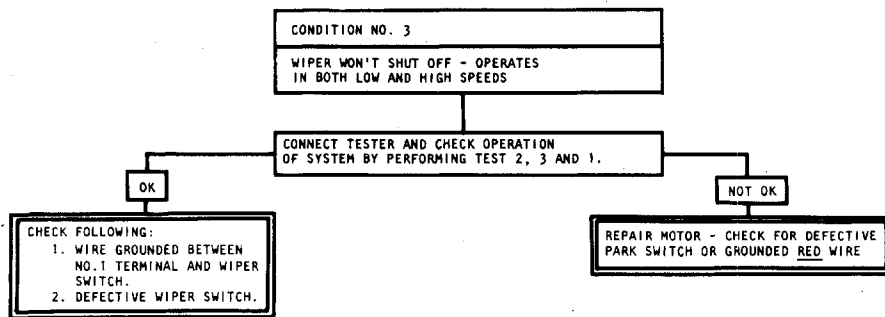 CONDITION NO. 3
WIPER WON'T SHUT OFF - OPERATES
IN BOTH LOW AND HIGH SPEEDS
CONNECT TESTER AND CHECK OPERATION
OF SYSTEM BY PERFORMING TEST 2, 3 AND 1.
OK
NOT OK
CHECK FOLLOWING:
1. WIRE GROUNDED BETWEEN
NO.1 TERMINAL AND WIPER
SWITCH.
2. DEFECTIVE WIPER SWITCH.
REPAIR MOTOR - CHECK FOR DEFECTIVE
PARK SWITCH OR GROUNDED RED WIRE